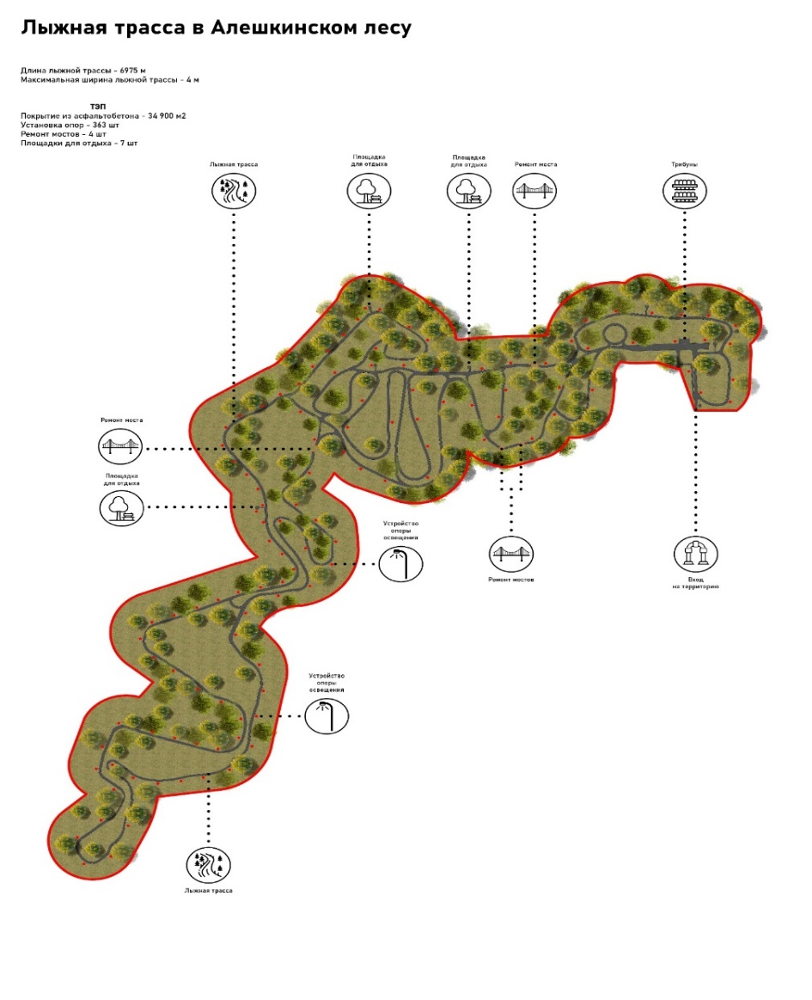 Лыжная трасса в Алешкинском лесу
Длина лыжной трассы - 6975 м
Максимальная ширина лыжной трассы - 4 м
ТЭП
Покрытие из асфальтобетона - 34 900 м2
Установка опор - 363 шт
Ремонт мостов - 4 шт
Площадки для отдыха - 7 шт
Лыжная трасса
Площадка
для отдыха
Площадка
для отдыха
Ремонт моста
Трибуны
Ремонт моста
Площадка
для отдыха
Устройство
опоры
освещения
Ремонт мостов
Вход
на территорию
Устройство
опоры
освещения
Лыжная трасса